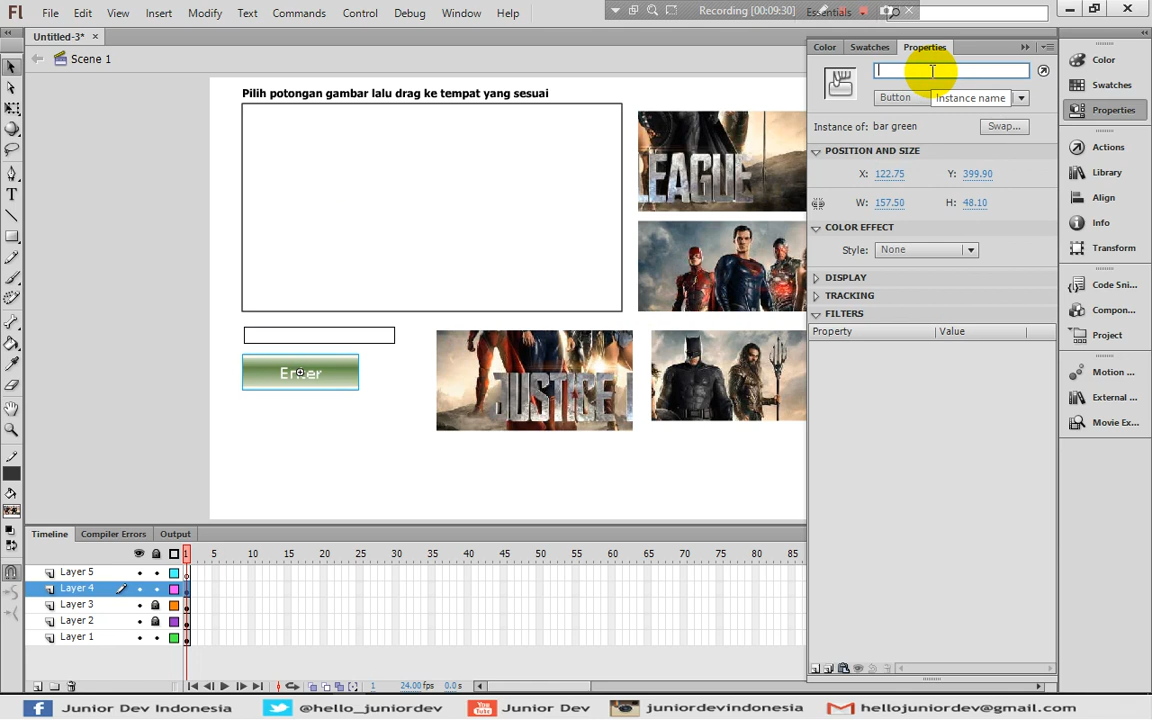 Fl File Edit View Insert Modify Text Commands Control Debug Window Help
Recording [00:09:30] Essentials
Untitled-3* ×
Scene 1
Color Swatches Properties
Instance name
Button
Instance of: bar green Swap...
POSITION AND SIZE
X: 122.75 Y: 399.90
W: 157.50 H: 48.10
COLOR EFFECT
Style: None
DISPLAY
TRACKING
FILTERS
Property Value
Color
Swatches
Properties
Actions
Library
Align
Info
Transform
Code Sni...
Compon...
Project
Motion ...
External ...
Movie Ex...
Pilih potongan gambar lalu drag ke tempat yang sesuai
LEAGUE
Enter
JUSTICE L
Timeline Compiler Errors Output
1 5 10 15 20 25 30 35 40 45 50 55 60 65 70 75 80 85
Layer 5
Layer 4
Layer 3
Layer 2
Layer 1
1 24.00 fps 0.0 s
Junior Dev Indonesia @hello_juniordev You Tube Junior Dev juniordevindonesia hellojuniordev@gmail.com